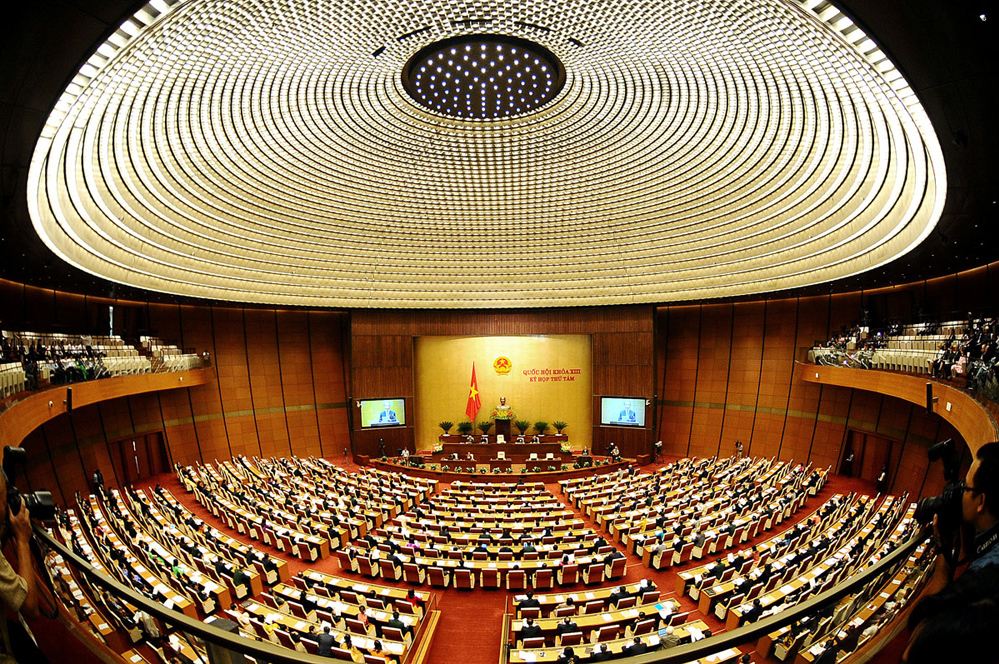 QUỐC HỘI KHÓA XIII
KỲ HỌP THỨ TÁM